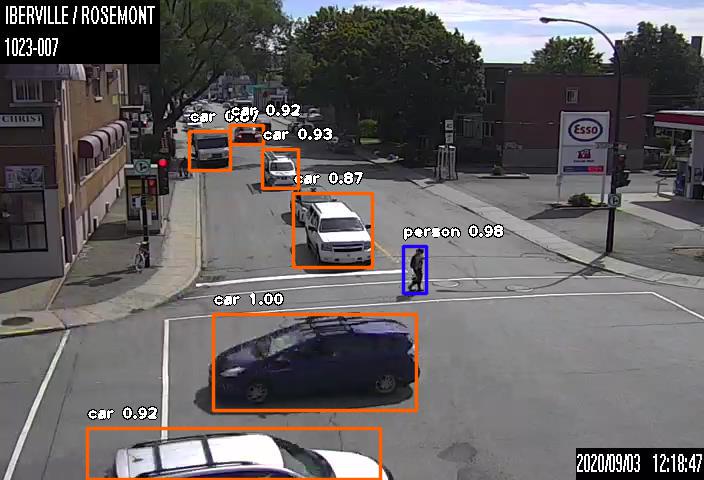 IBERVILLE / ROSEMONT
1023-007
car 0.92
car 0.67
car 0.93
CHRIST
Esso
car 0.87
person 0.98
car 1.00
car 0.92
2020/09/03 12:18:47